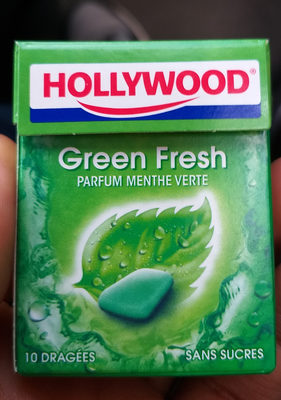 HOLLYWOOD®
Green Fresh
PARFUM MENTHE VERTE
10 DRAGÉES SANS SUCRES